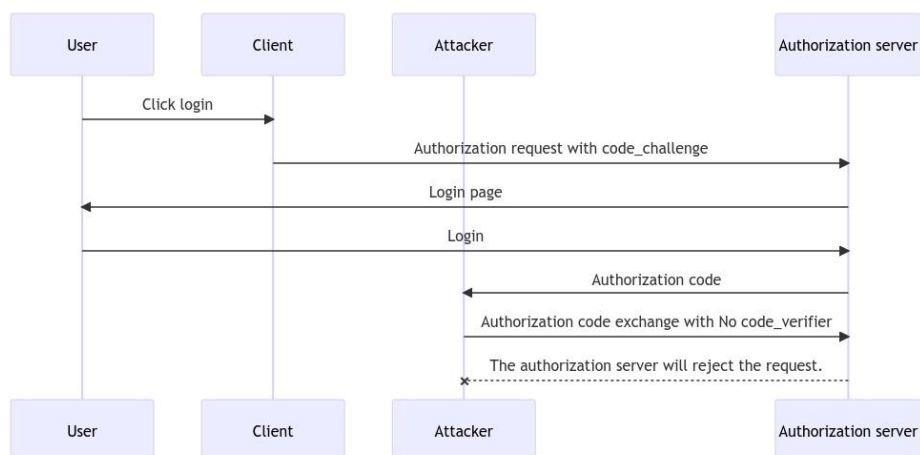 User Client Attacker Authorization server
Click login
Authorization request with code_challenge
Login page
Login
Authorization code
Authorization code exchange with No code_verifier
The authorization server will reject the request.
User Client Attacker Authorization server